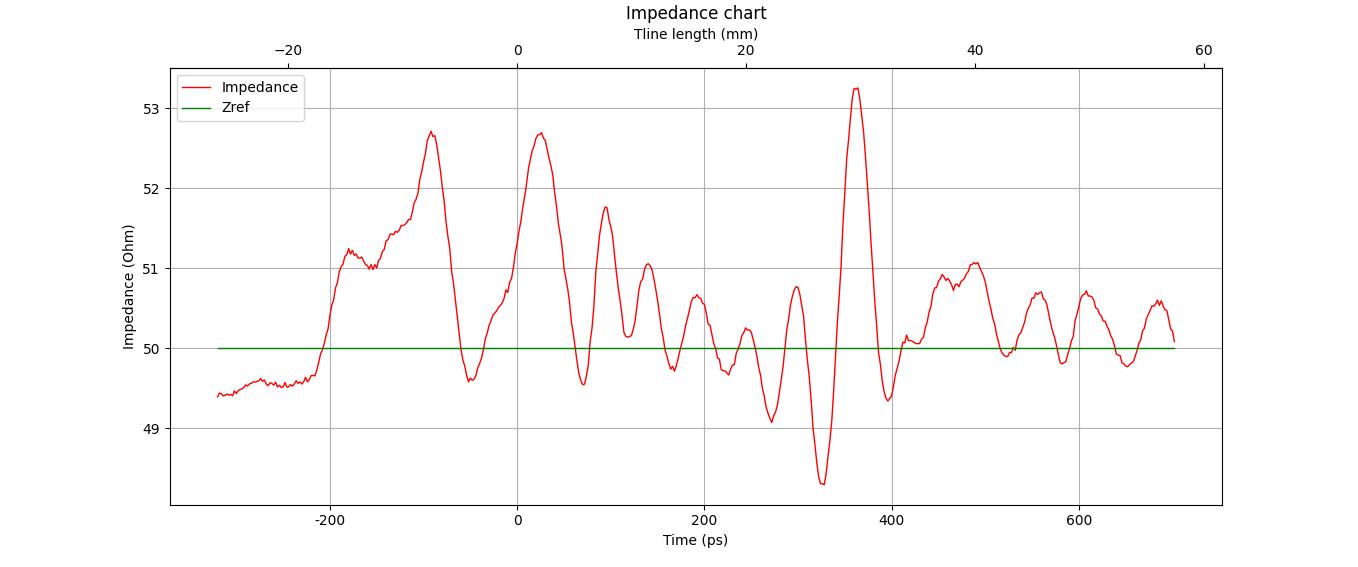 Impedance chart
Tline length (mm)
−20 0 20 40 60
Impedance
Zref
Impedance (Ohm)
53
52
51
50
49
-200 0 200 400 600
Time (ps)